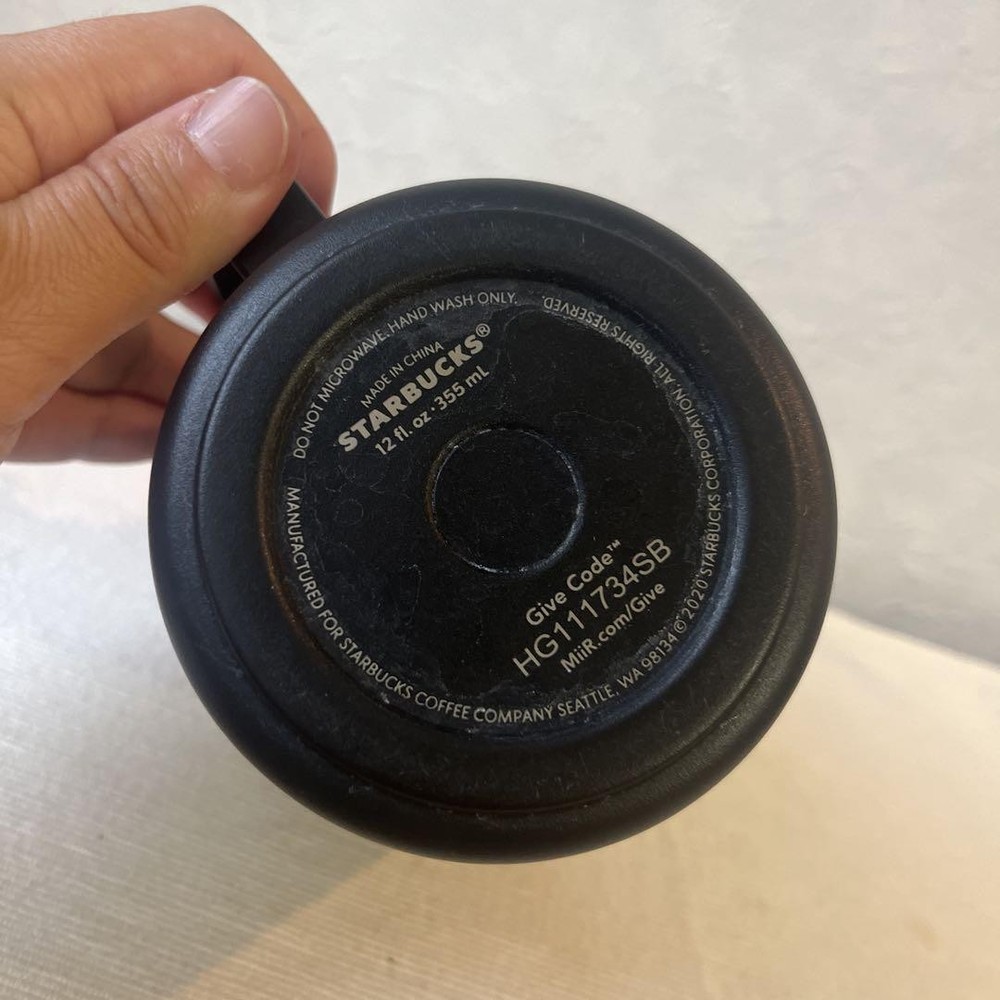 DO NOT MICROWAVE. HAND WASH ONLY.
MADE IN CHINA
STARBUCKS®
12 fl. oz · 355 mL
Give Code™
HG111734SB
MiiR.com/Give
MANUFACTURED FOR STARBUCKS COFFEE COMPANY SEATTLE, WA 98134 © 2020 STARBUCKS CORPORATION. ALL RIGHTS RESERVED.